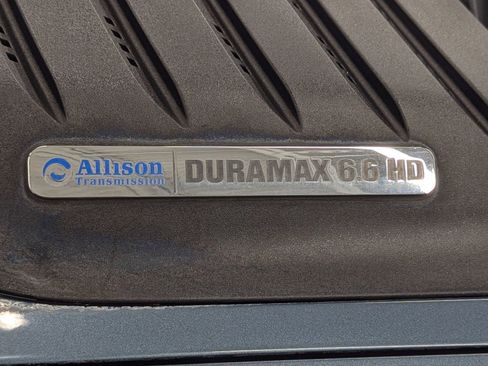 Allison
Transmission
DURAMAX 6.6 HD